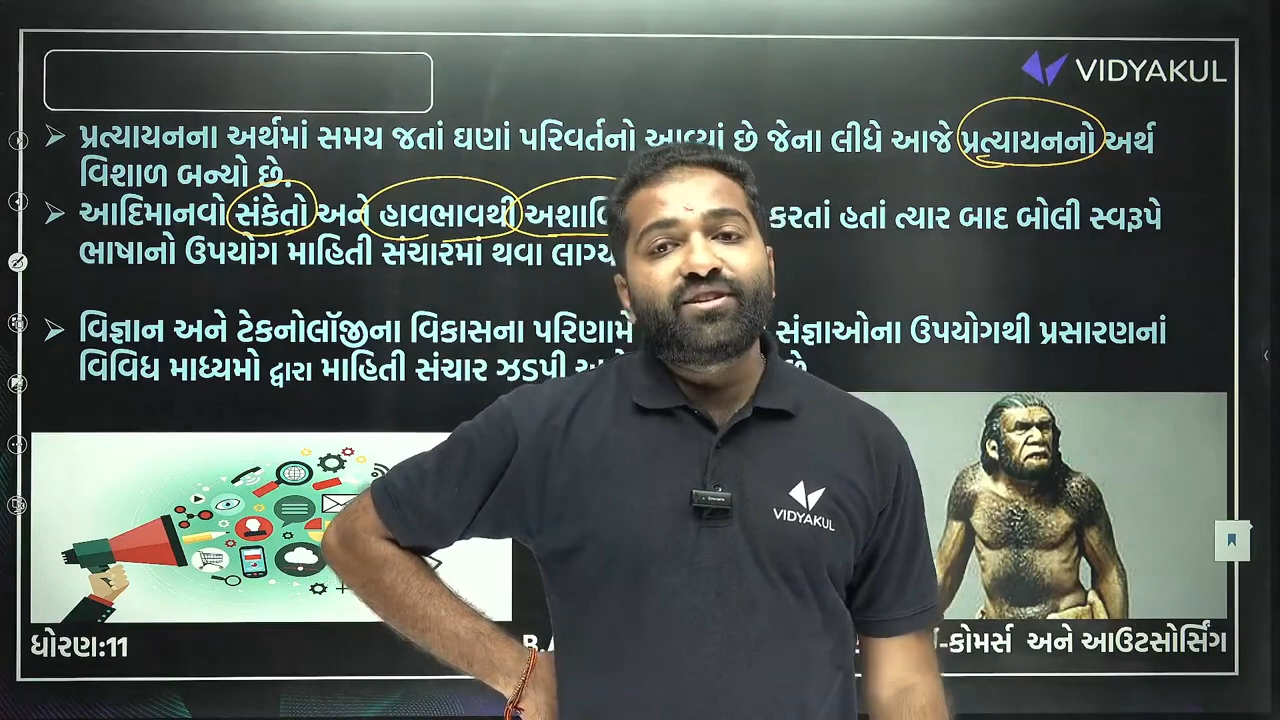 VIDYAKUL
➢ પ્રત્યાયનના અર્થમાં સમય જતાં ઘણાં પરિવર્તનો આવ્યાં છે જેના લીધે આજે પ્રત્યાયનનો અર્થ
વિશાળ બન્યો છે.
➢ આદિમાનવો સંકેતો અને હાવભાવથી કરતાં હતાં ત્યાર બાદ બોલી સ્વરૂપે
ભાષાનો ઉપયોગ માહિતી સંચારમાં થવા
➢ વિજ્ઞાન અને ટેકનોલૉજીના વિકાસના પરિણામે સંજ્ઞાઓના ઉપયોગથી પ્રસારણનાં
વિવિધ માધ્યમો દ્વારા માહિતી સંચાર ઝડપી છે.
VIDYAKUL
ધોરણ:11 અને આઉટસોર્સિંગ